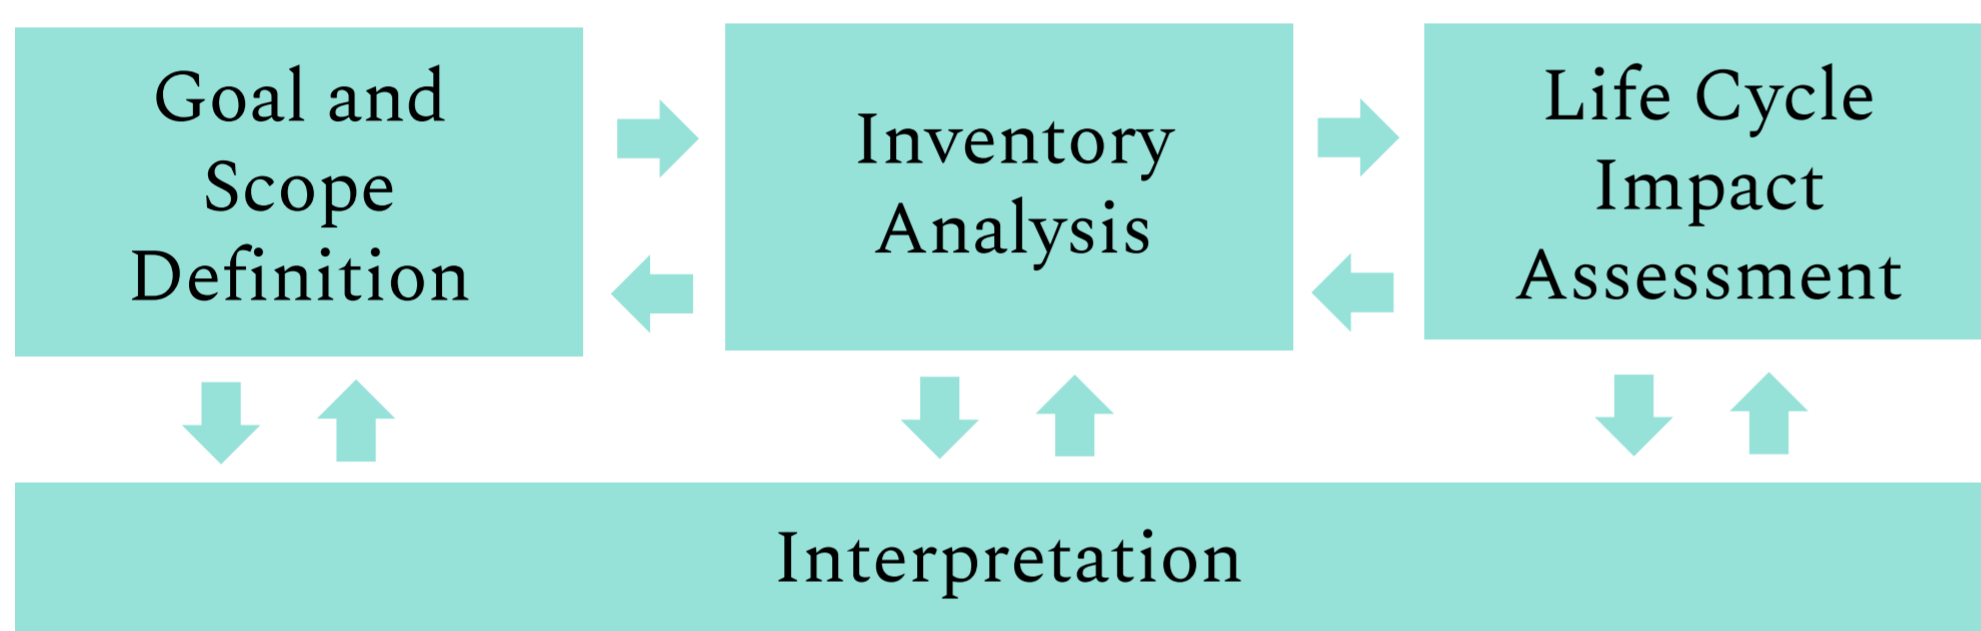 Goal and
Scope
Definition
Inventory
Analysis
Life Cycle
Impact
Assessment
Interpretation